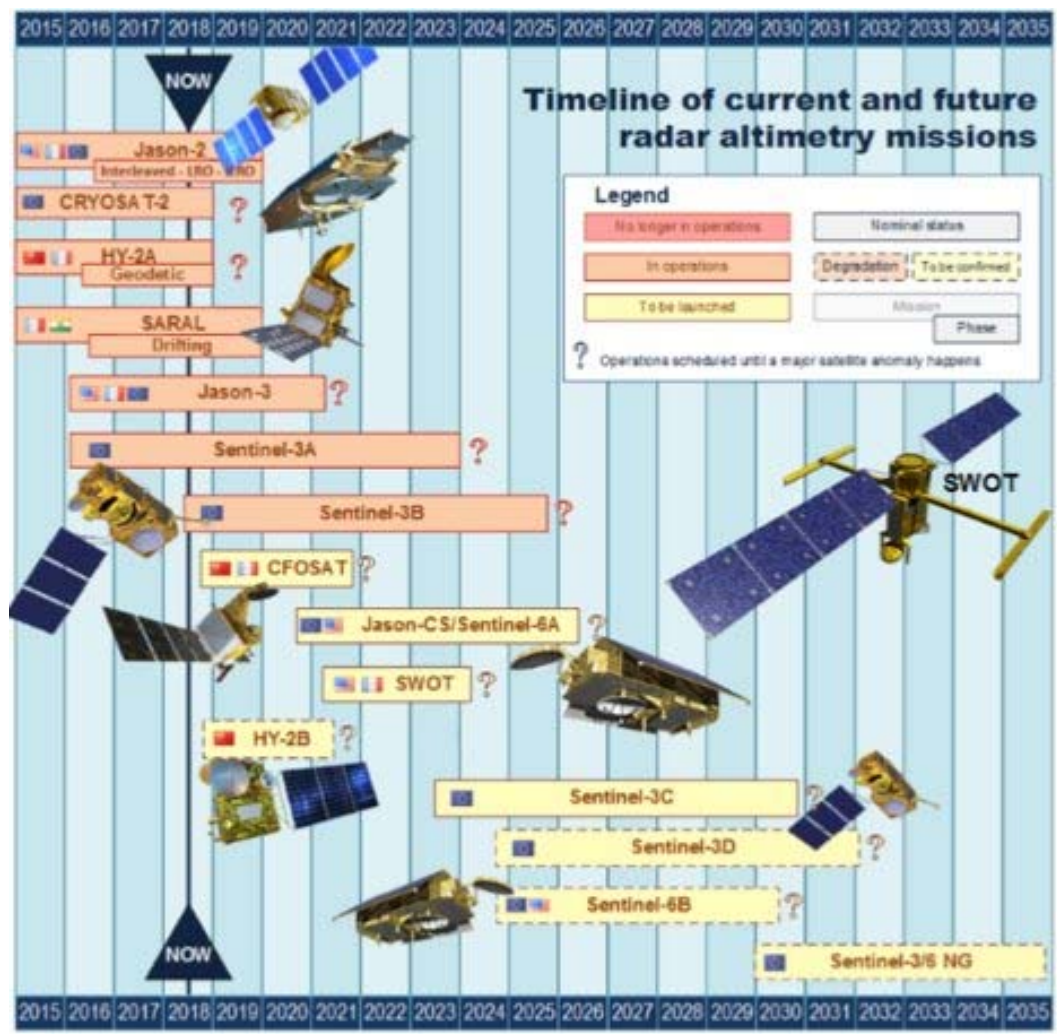 2015 2016 2017 2018 2019 2020 2021 2022 2023 2024 2025 2026 2027 2028 2029 2030 2031 2032 2033 2034 2035
NOW
Timeline of current and future
radar altimetry missions
Jason-2
Interleaved - LRO -
CRYOSAT-2
?
HY-2A
Geodetic
?
SARAL
Drifting
Legend
No longer in operations
Nominal status
In operations
Degradation
To be confirmed
To be launched
Mission
Phase
? Operations scheduled until a major satellite anomaly happens
Jason-3 ?
Sentinel-3A ?
Sentinel-3B ?
SWOT
CFOSAT ?
Jason-CS/Sentinel-6A ?
SWOT ?
HY-2B ?
Sentinel-3C ?
Sentinel-3D ?
Sentinel-6B ?
Sentinel-3/6 NG
NOW
2015 2016 2017 2018 2019 2020 2021 2022 2023 2024 2025 2026 2027 2028 2029 2030 2031 2032 2033 2034 2035